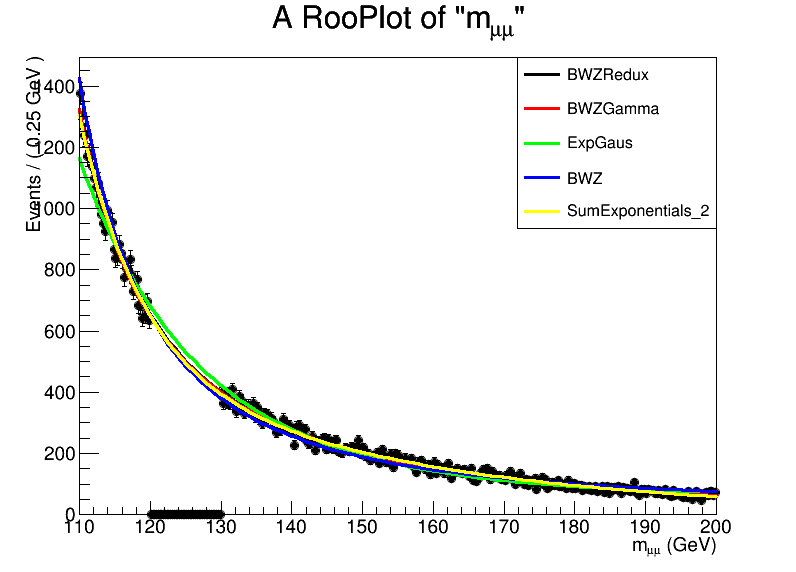 A RooPlot of "mμμ"
Events / ( 0.25 GeV )
1400
1200
1000
800
600
400
200
0
BWZRedux
BWZGamma
ExpGaus
BWZ
SumExponentials_2
110 120 130 140 150 160 170 180 190 200
mμμ (GeV)